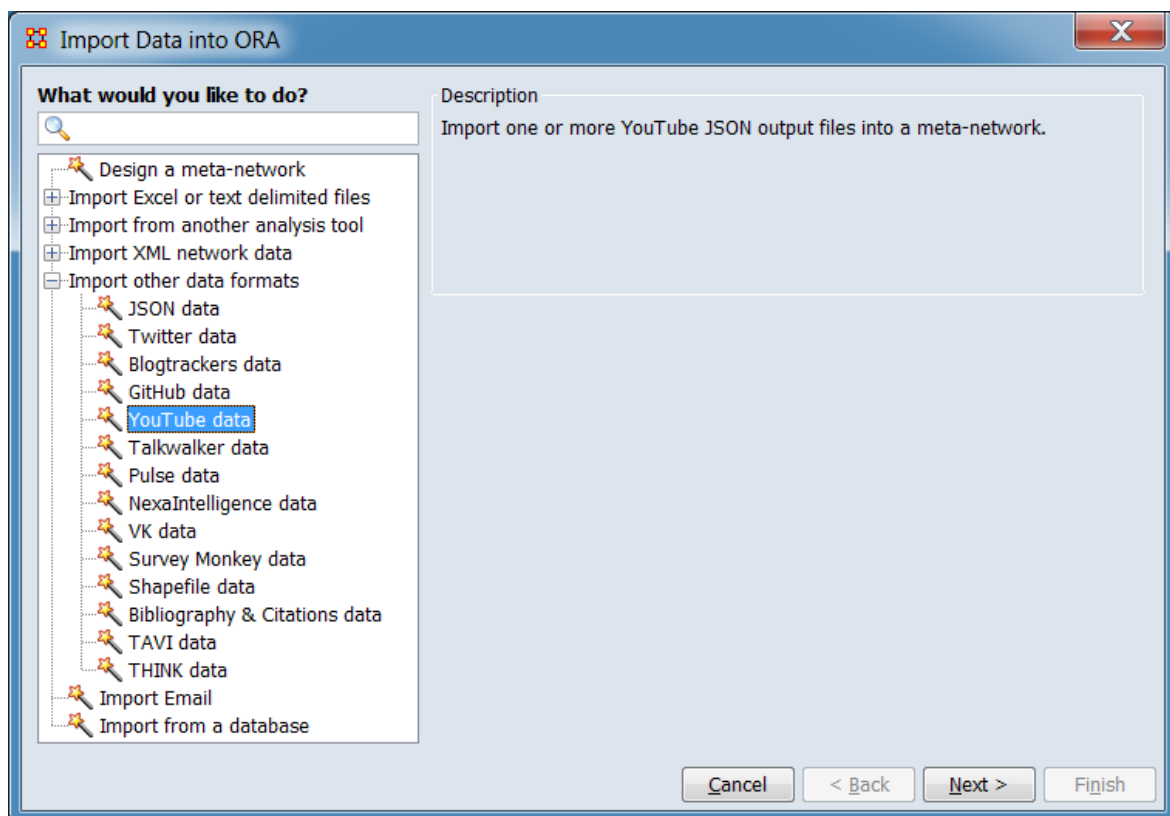 Import Data into ORA
X
What would you like to do?
Design a meta-network
Import Excel or text delimited files
Import from another analysis tool
Import XML network data
Import other data formats
JSON data
Twitter data
Blogtrackers data
GitHub data
YouTube data
Talkwalker data
Pulse data
NexaIntelligence data
VK data
Survey Monkey data
Shapefile data
Bibliography & Citations data
TAVI data
THINK data
Import Email
Import from a database
Description
Import one or more YouTube JSON output files into a meta-network.
Cancel
< Back
Next >
Finish